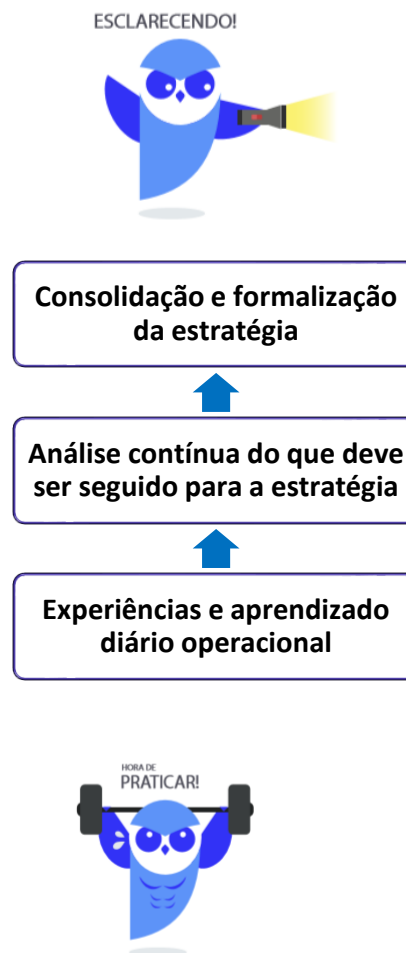 ESCLARECENDO!
Consolidação e formalização
da estratégia
Análise contínua do que deve
ser seguido para a estratégia
Experiências e aprendizado
diário operacional
HORA DE
PRATICAR!